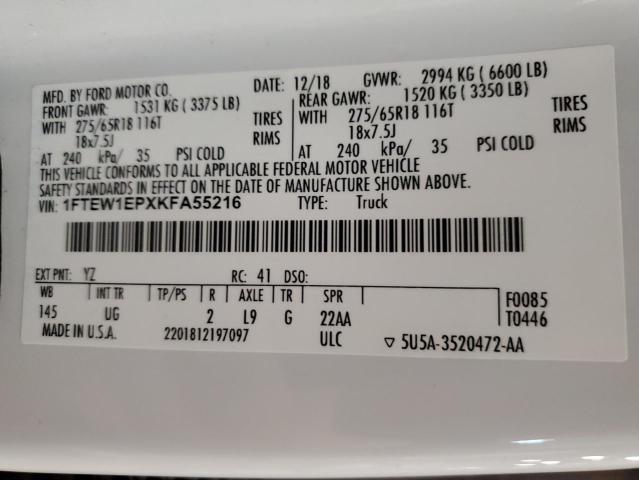 MFD. BY FORD MOTOR CO. DATE: 12/18 GVWR: 2994 KG ( 6600 LB)
FRONT GAWR: 1531 KG ( 3375 LB) REAR GAWR: 1520 KG ( 3350 LB)
WITH 275/65R18 116T TIRES WITH 275/65R18 116T TIRES
18x7.5J RIMS 18x7.5J RIMS
AT 240 kPa/ 35 PSI COLD AT 240 kPa/ 35 PSI COLD
THIS VEHICLE CONFORMS TO ALL APPLICABLE FEDERAL MOTOR VEHICLE
SAFETY STANDARDS IN EFFECT ON THE DATE OF MANUFACTURE SHOWN ABOVE.
VIN: 1FTEW1EPXKFA55216 TYPE: Truck
EXT PNT: YZ RC: 41 DSO:
WB INT TR TP/PS R AXLE TR SPR F0085
145 UG 2 L9 G 22AA T0446
MADE IN U.S.A. 2201812197097 ULC ▽ 5U5A-3520472-AA